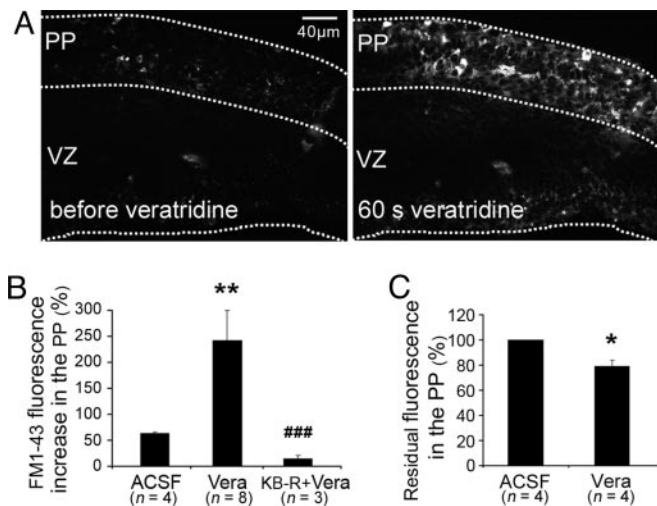 A
PP
40µm
VZ
before veratridine
PP
VZ
60 s veratridine
B
FM1-43 fluorescence
increase in the PP (%)
300
250
200
150
100
50
0
**
###
ACSF
(n = 4)
Vera
(n = 8)
KB-R+Vera
(n = 3)
C
Residual fluorescence
in the PP (%)
120
100
80
60
40
20
0
*
ACSF
(n = 4)
Vera
(n = 4)